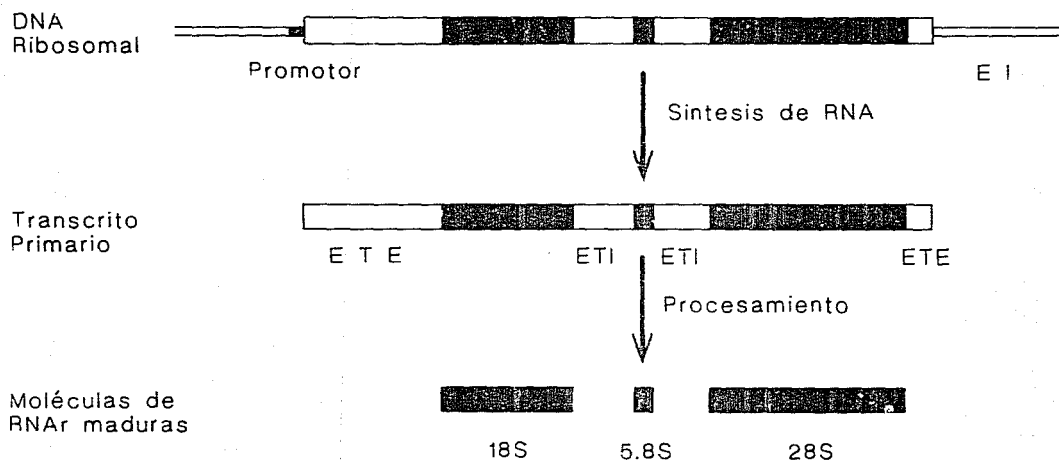 DNA
Ribosomal
Promotor
E I
Sintesis de RNA
Transcrito
Primario
E T E
ETI
ETI
ETE
Procesamiento
Moléculas de
RNAr maduras
18S
5.8S
28S